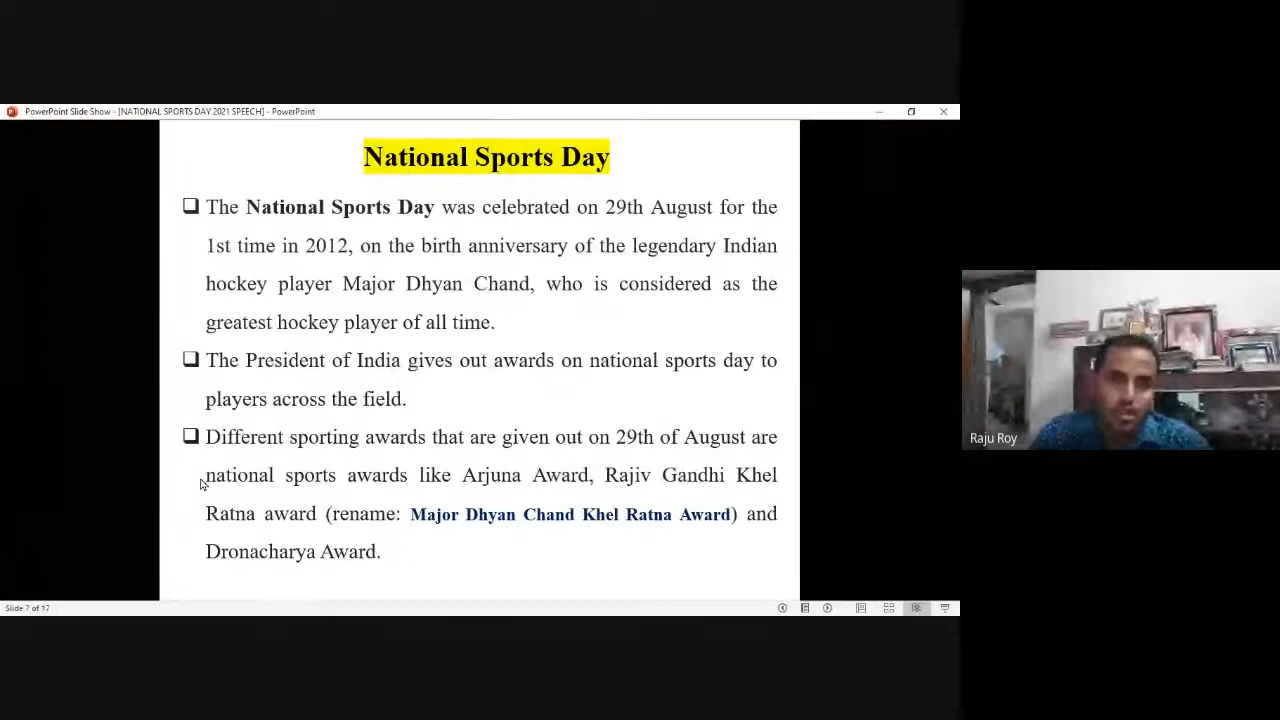 PowerPoint Slide Show - [NATIONAL SPORTS DAY 2021 SPEECH] - PowerPoint
National Sports Day
The National Sports Day was celebrated on 29th August for the
1st time in 2012, on the birth anniversary of the legendary Indian
hockey player Major Dhyan Chand, who is considered as the
greatest hockey player of all time.
The President of India gives out awards on national sports day to
players across the field.
Different sporting awards that are given out on 29th of August are
national sports awards like Arjuna Award, Rajiv Gandhi Khel
Ratna award (rename: Major Dhyan Chand Khel Ratna Award) and
Dronacharya Award.
Slide 7 of 17
Raju Roy